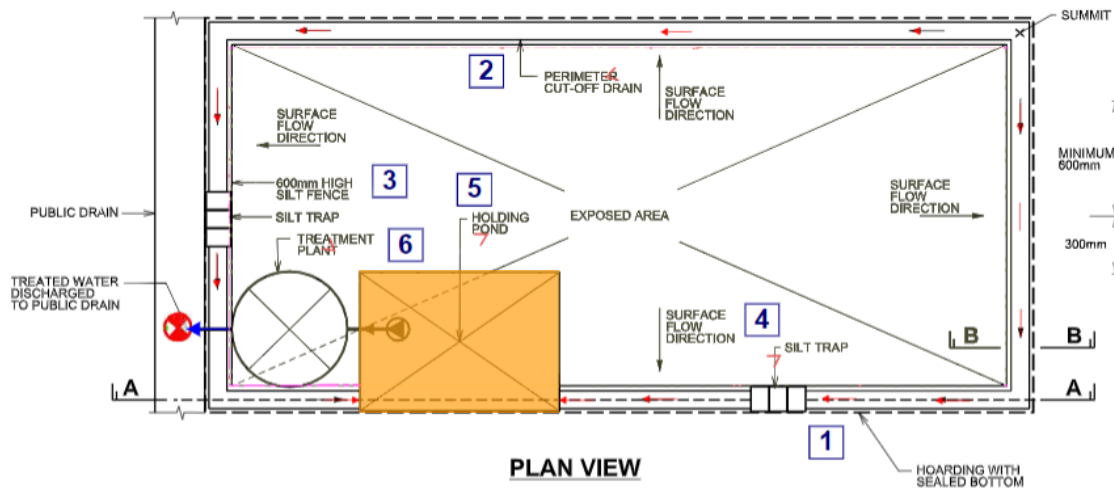 SUMMIT
2
PERIMETER
CUT-OFF DRAIN
SURFACE
FLOW
DIRECTION
SURFACE
FLOW
DIRECTION
MINIMUM
600mm
600mm HIGH
SILT FENCE
3
5
SURFACE
FLOW
DIRECTION
PUBLIC DRAIN
SILT TRAP
HOLDING
POND
EXPOSED AREA
TREATMENT
PLANT
6
300mm
TREATED WATER
DISCHARGED
TO PUBLIC DRAIN
SURFACE
FLOW
DIRECTION
4
SILT TRAP
B
B
A
A
1
PLAN VIEW
HOARDING WITH
SEALED BOTTOM